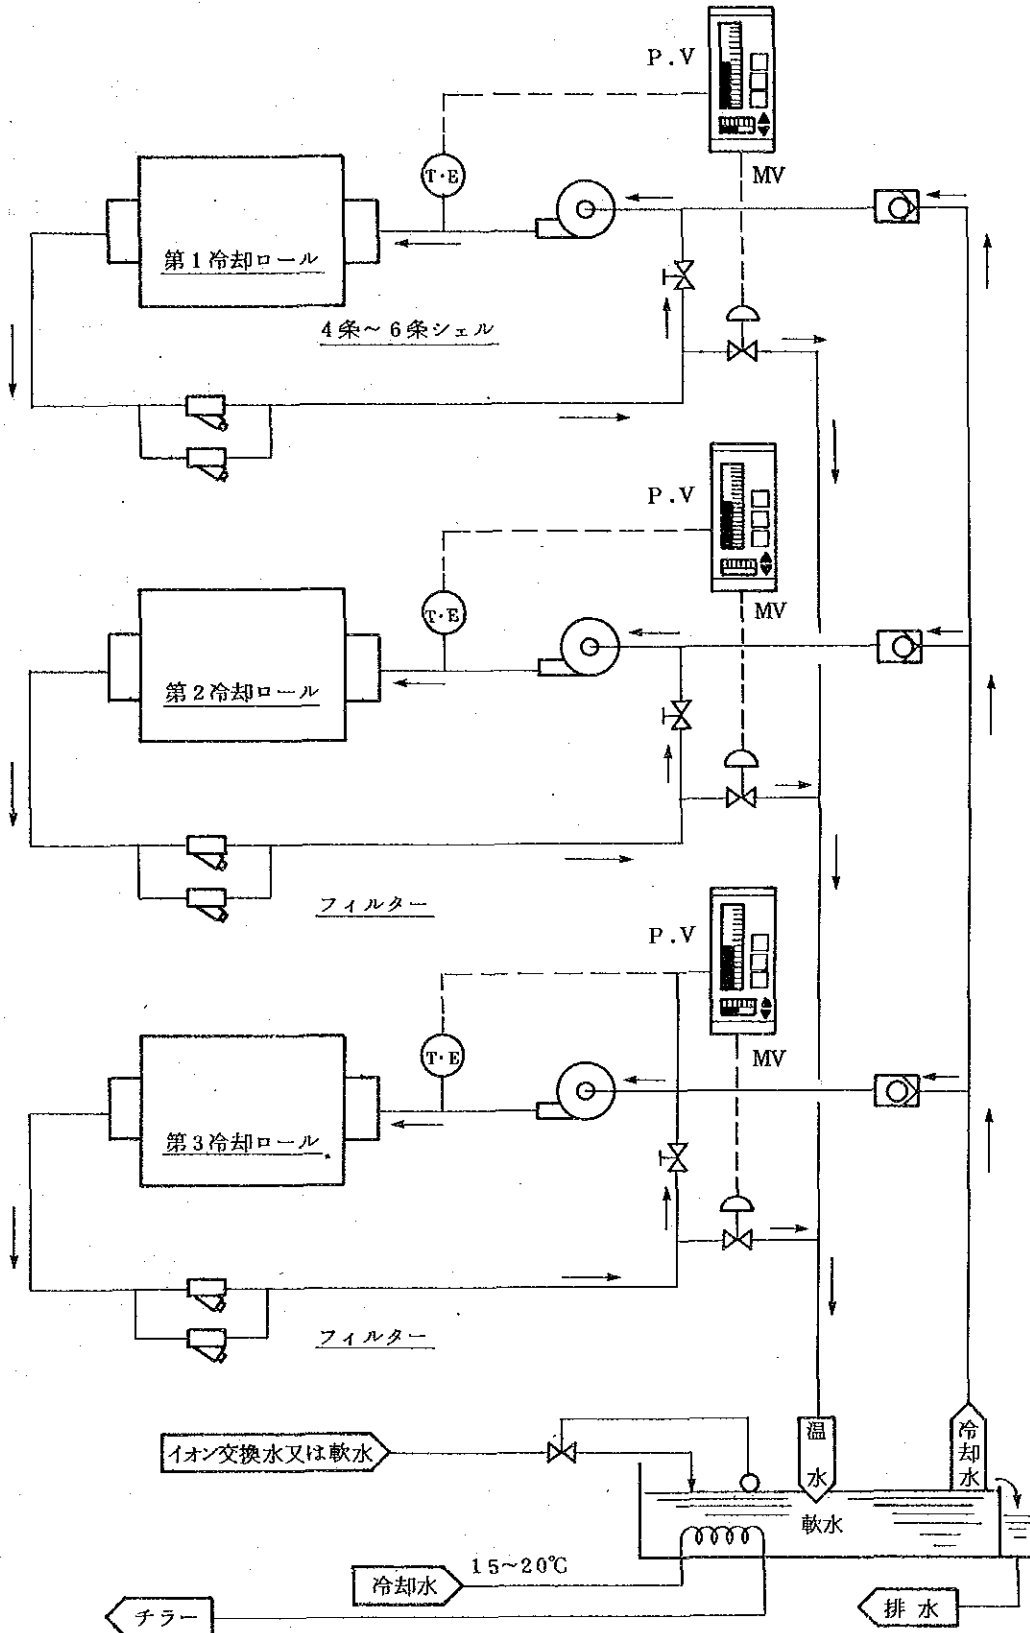 P.V
T・E
MV
第1冷却ロール
4条～6条シェル
P.V
T・E
MV
第2冷却ロール
フィルター
P.V
T・E
MV
第3冷却ロール
フィルター
イオン交換水又は軟水
温水
冷却水
軟水
15～20℃
冷却水
チラー
排水